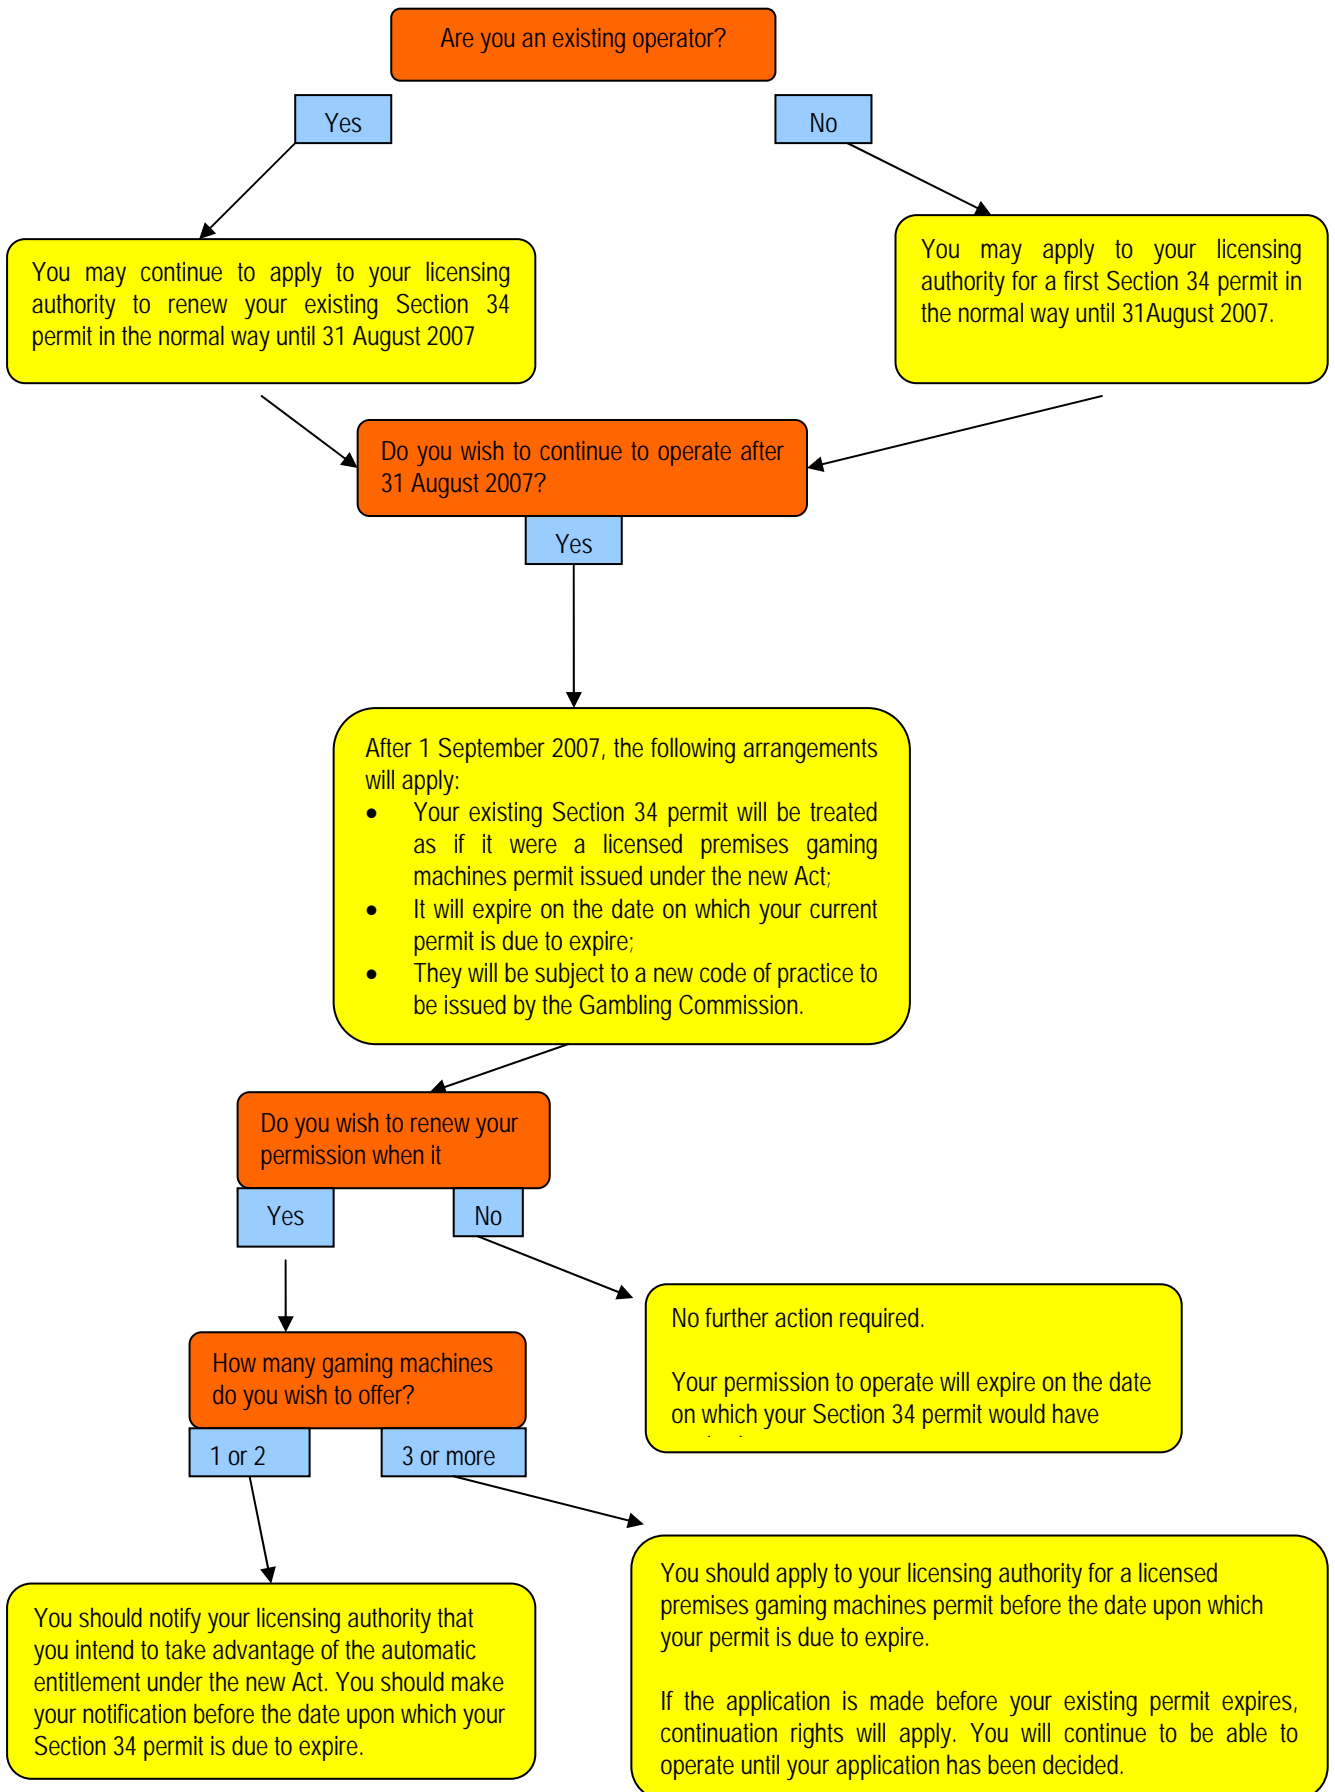 Are you an existing operator?
Yes
No
You may continue to apply to your licensing
authority to renew your existing Section 34
permit in the normal way until 31 August 2007
You may apply to your licensing
authority for a first Section 34 permit in
the normal way until 31August 2007.
Do you wish to continue to operate after
31 August 2007?
Yes
After 1 September 2007, the following arrangements
will apply:
• Your existing Section 34 permit will be treated
as if it were a licensed premises gaming
machines permit issued under the new Act;
• It will expire on the date on which your current
permit is due to expire;
• They will be subject to a new code of practice to
be issued by the Gambling Commission.
Do you wish to renew your
permission when it
Yes
No
No further action required.
Your permission to operate will expire on the date
on which your Section 34 permit would have
How many gaming machines
do you wish to offer?
1 or 2
3 or more
You should notify your licensing authority that
you intend to take advantage of the automatic
entitlement under the new Act. You should make
your notification before the date upon which your
Section 34 permit is due to expire.
You should apply to your licensing authority for a licensed
premises gaming machines permit before the date upon which
your permit is due to expire.
If the application is made before your existing permit expires,
continuation rights will apply. You will continue to be able to
operate until your application has been decided.